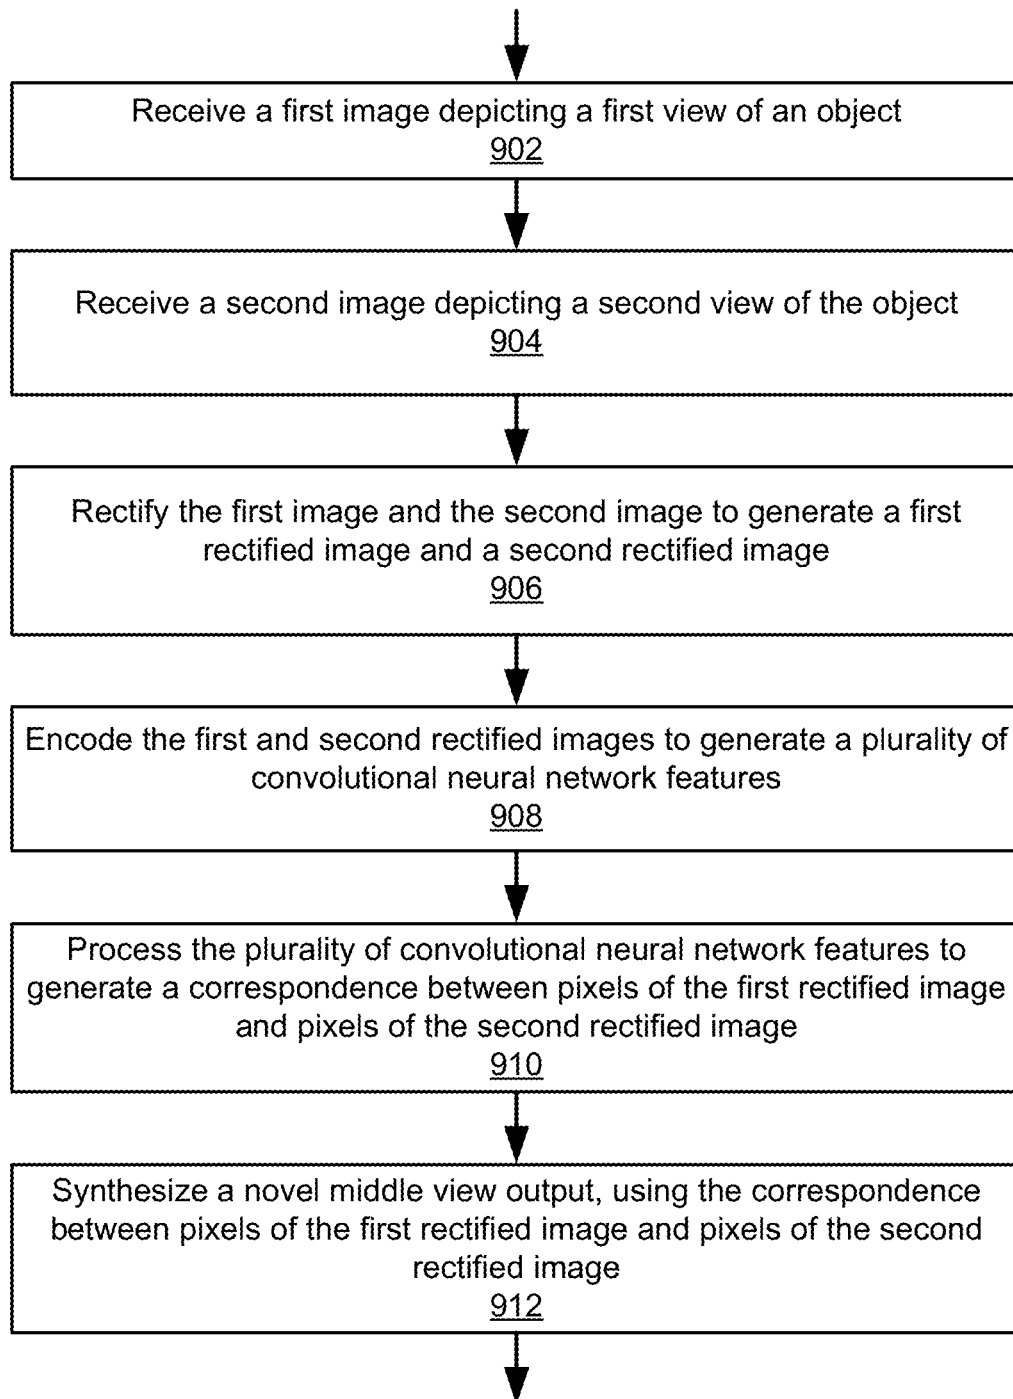 Receive a first image depicting a first view of an object
902
Receive a second image depicting a second view of the object
904
Rectify the first image and the second image to generate a first
rectified image and a second rectified image
906
Encode the first and second rectified images to generate a plurality of
convolutional neural network features
908
Process the plurality of convolutional neural network features to
generate a correspondence between pixels of the first rectified image
and pixels of the second rectified image
910
Synthesize a novel middle view output, using the correspondence
between pixels of the first rectified image and pixels of the second
rectified image
912